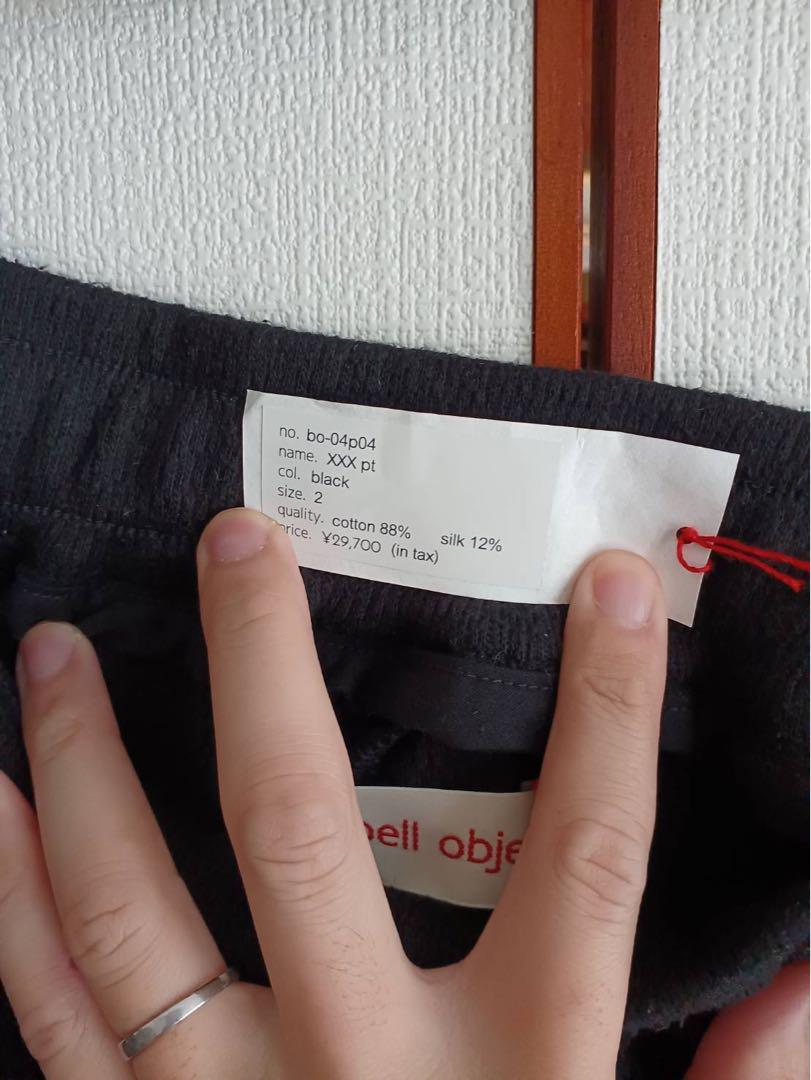 no. bo-04p04
name. XXX pt
col. black
size. 2
quality. cotton 88% silk 12%
price. ¥29,700 (in tax)
bell obje